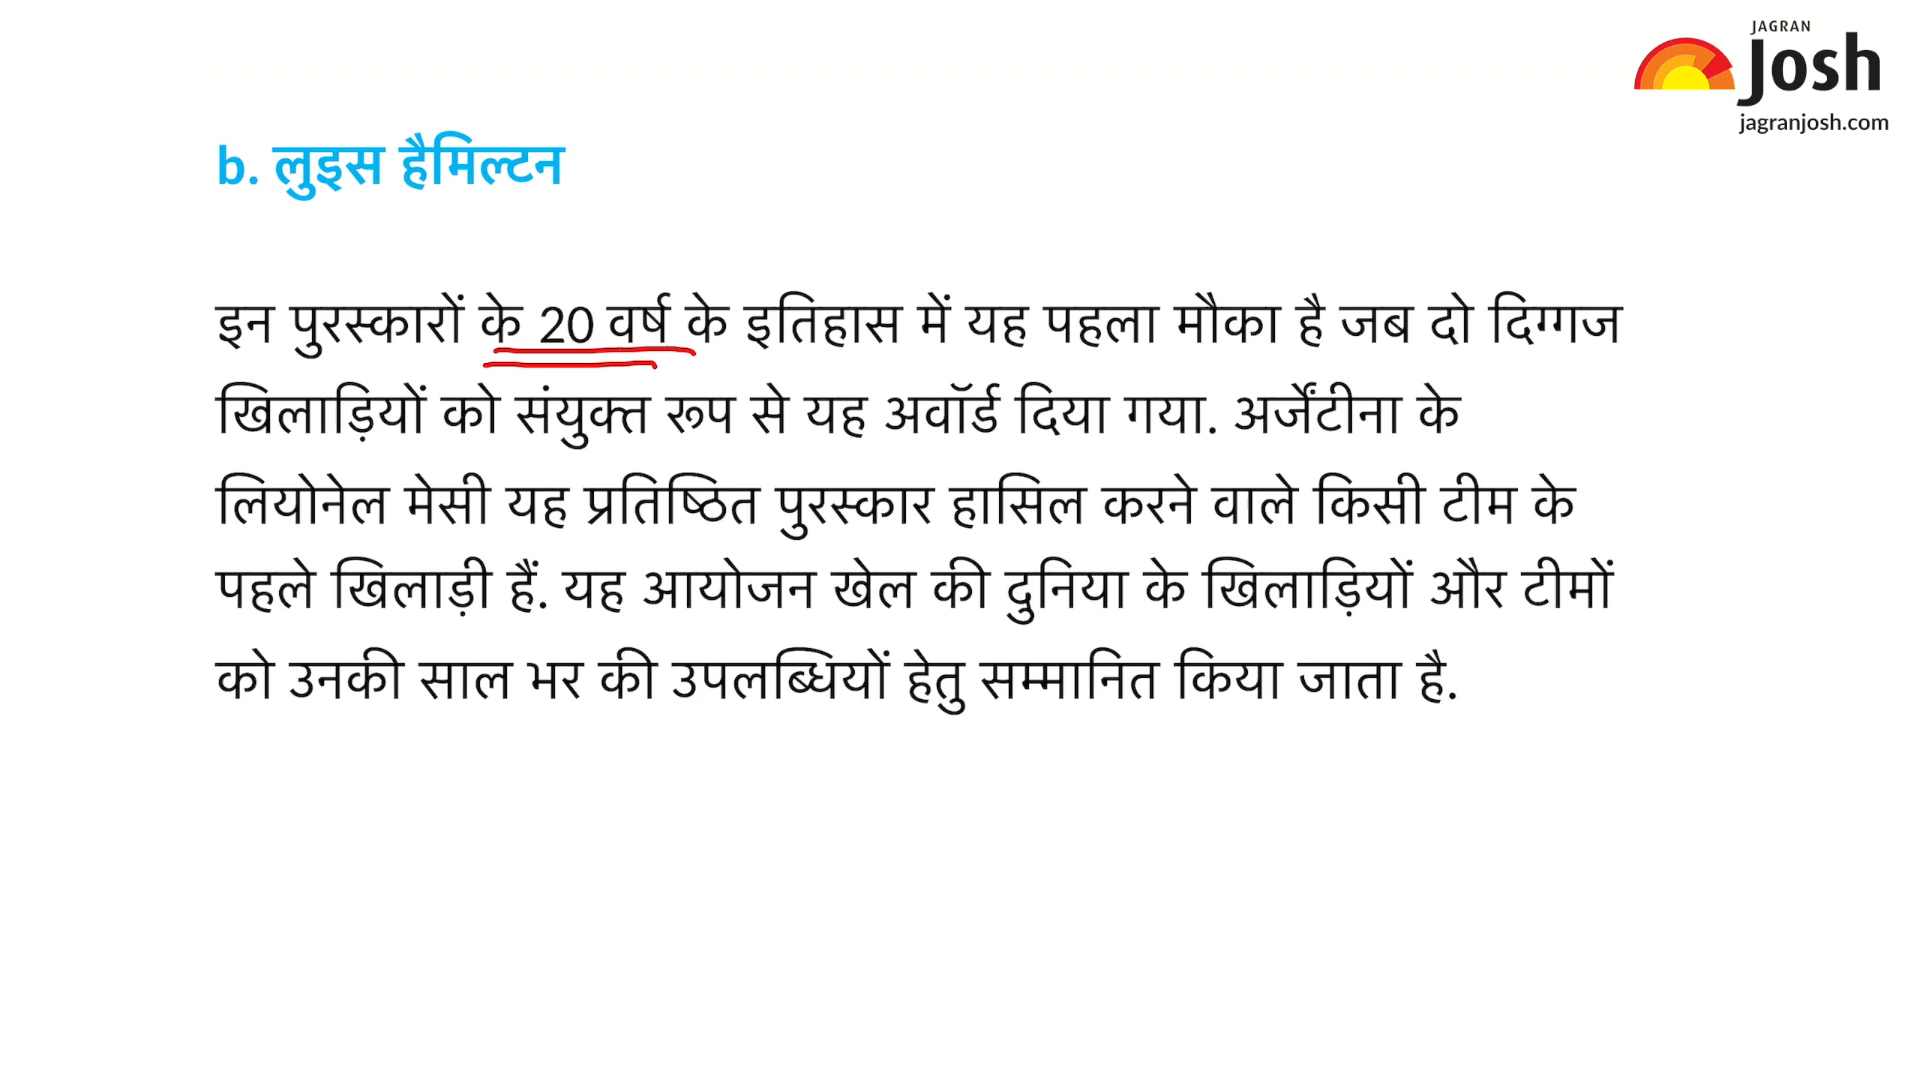 JAGRAN
Josh
jagranjosh.com
b. लुइस हैमिल्टन
इन पुरस्कारों के 20 वर्ष के इतिहास में यह पहला मौका है जब दो दिग्गज
खिलाड़ियों को संयुक्त रूप से यह अवॉर्ड दिया गया. अर्जेंटीना के
लियोनेल मेसी यह प्रतिष्ठित पुरस्कार हासिल करने वाले किसी टीम के
पहले खिलाड़ी हैं. यह आयोजन खेल की दुनिया के खिलाड़ियों और टीमों
को उनकी साल भर की उपलब्धियों हेतु सम्मानित किया जाता है.